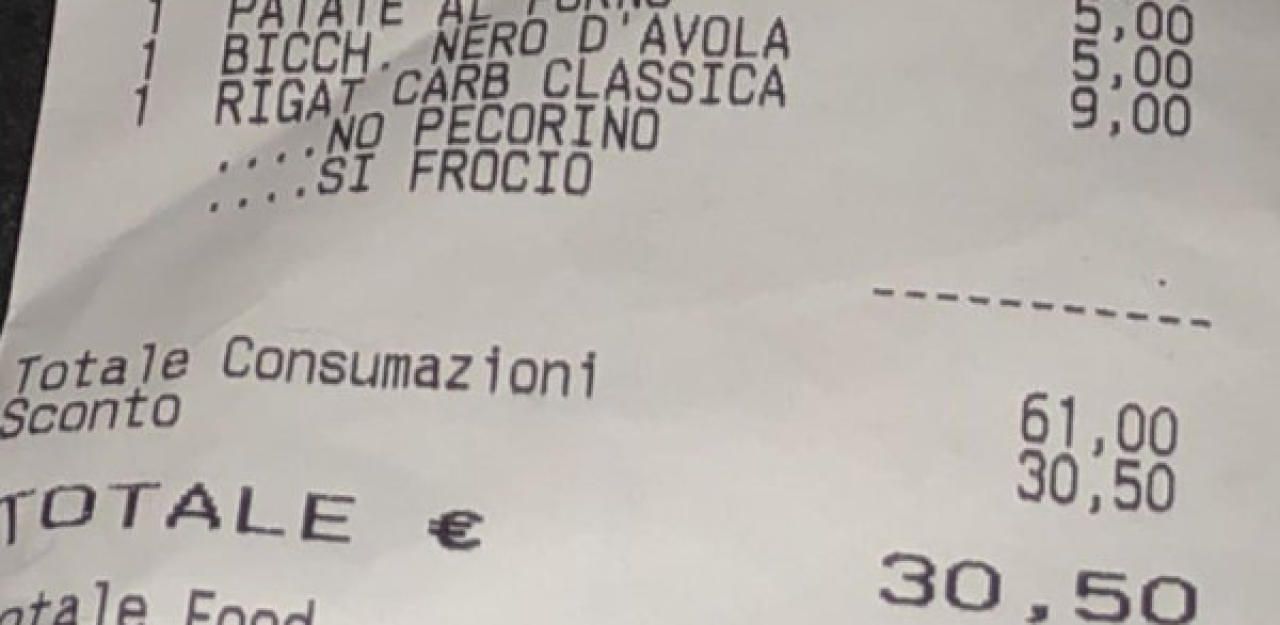 1 PATATE AL FORNO 5,00
1 BICCH. NERO D'AVOLA 5,00
1 RIGAT CARB CLASSICA 9,00
....NO PECORINO
....SI FROCIO
-----------
Totale Consumazioni 61,00
Sconto 30,50
TOTALE € 30,50
otale Food